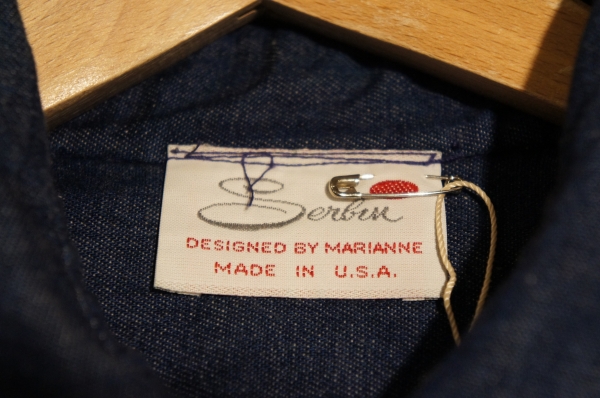 Serbin
DESIGNED BY MARIANNE
MADE IN U.S.A.